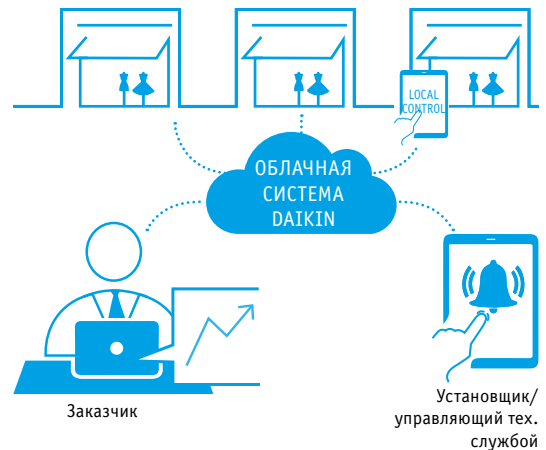 LOCAL
CONTROL
ОБЛАЧНАЯ
СИСТЕМА
DAIKIN
Заказчик
Установщик/
управляющий тех.
службой